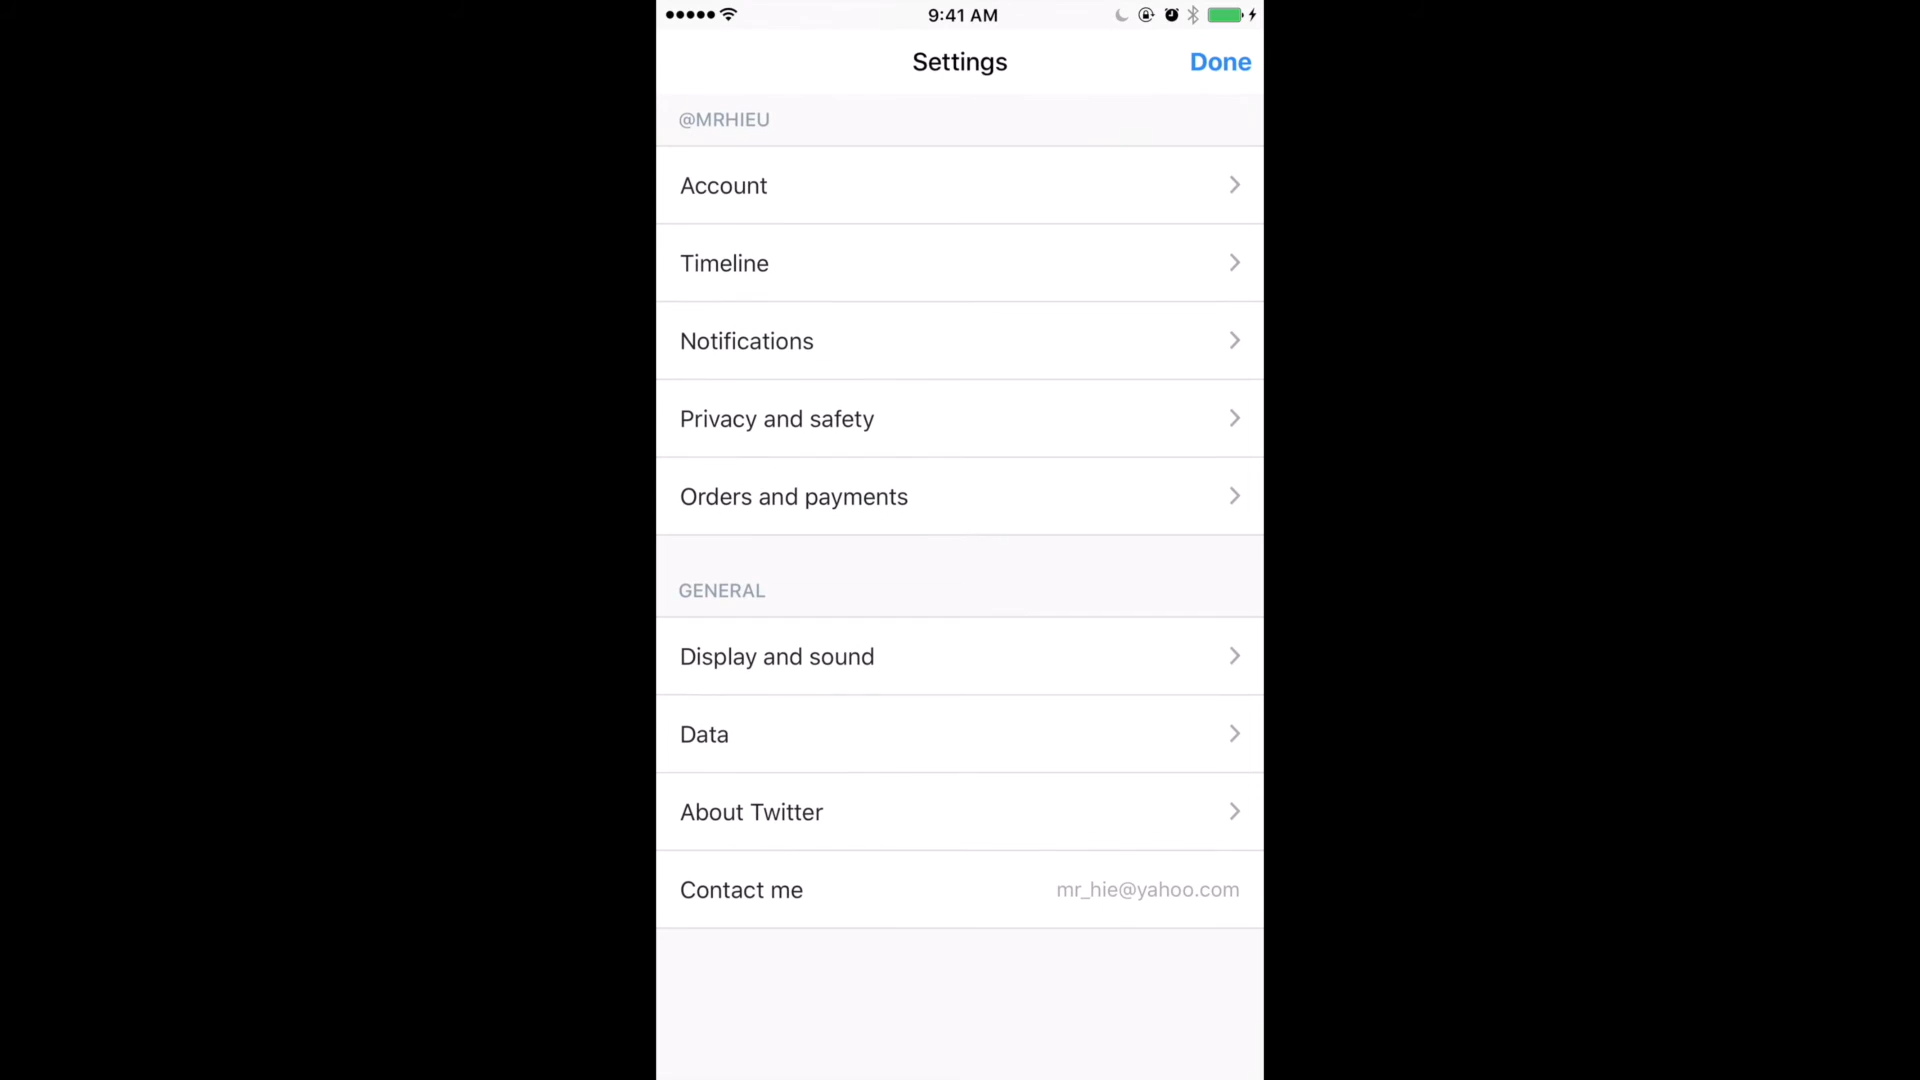 9:41 AM
Settings
Done
@MRHIEU
Account
Timeline
Notifications
Privacy and safety
Orders and payments
GENERAL
Display and sound
Data
About Twitter
Contact me mr_hie@yahoo.com